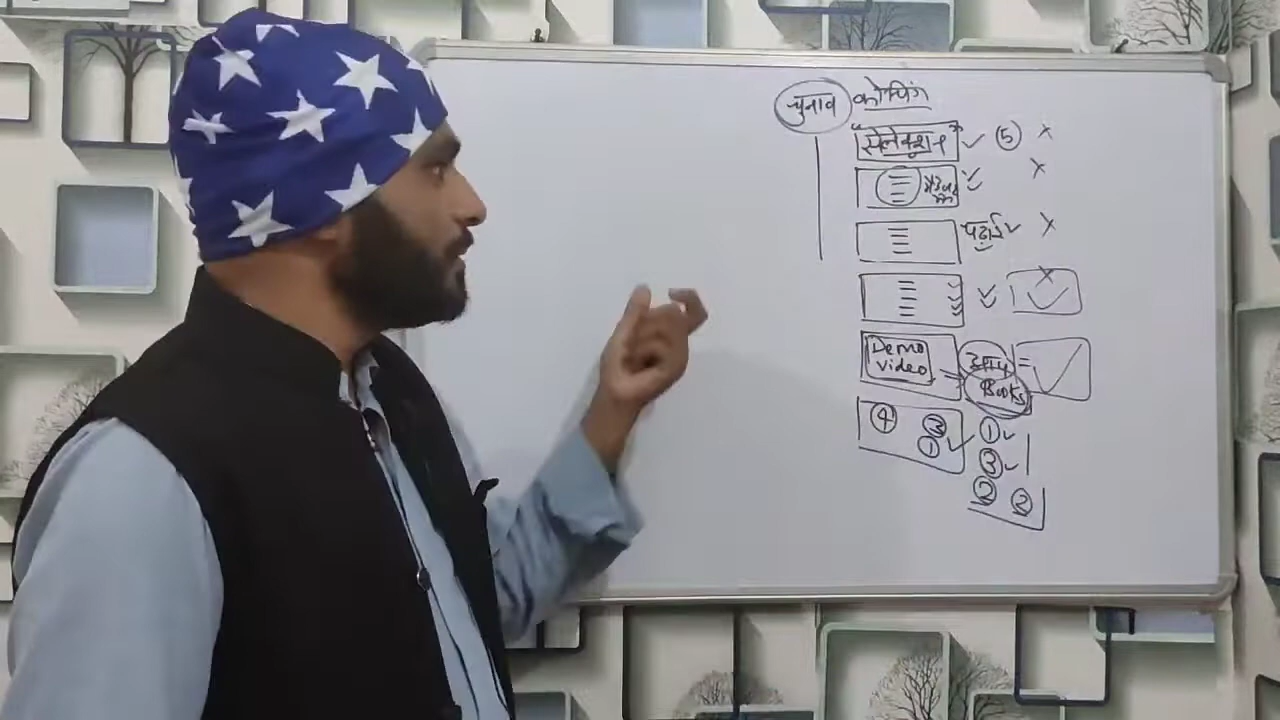 चुनाव कोचिंग
"सेलेक्शन" ✓ ⑤ ×
×
पढ़ाई ✓ ×
×
Demo
Video
=
Books
④ ③ ① ✓
①
③
② ②